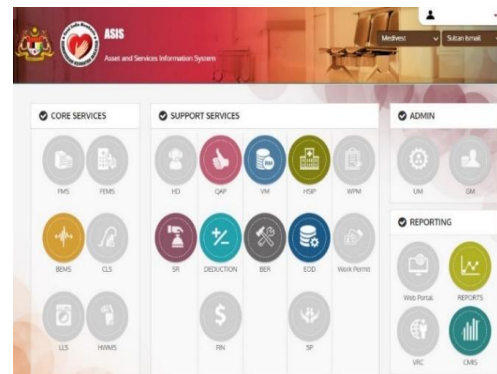 ASIS
Asset and Services Information System
Medivest
Sultan Ismail
CORE SERVICES
FMS
FEMS
BEMS
CLS
LLS
HWMS
SUPPORT SERVICES
HD
QAP
VM
HSIP
WPM
SR
DEDUCTION
BER
EOD
Work Permit
FIN
SP
ADMIN
UM
GM
REPORTING
Web Portal
REPORTS
VRC
CMIS